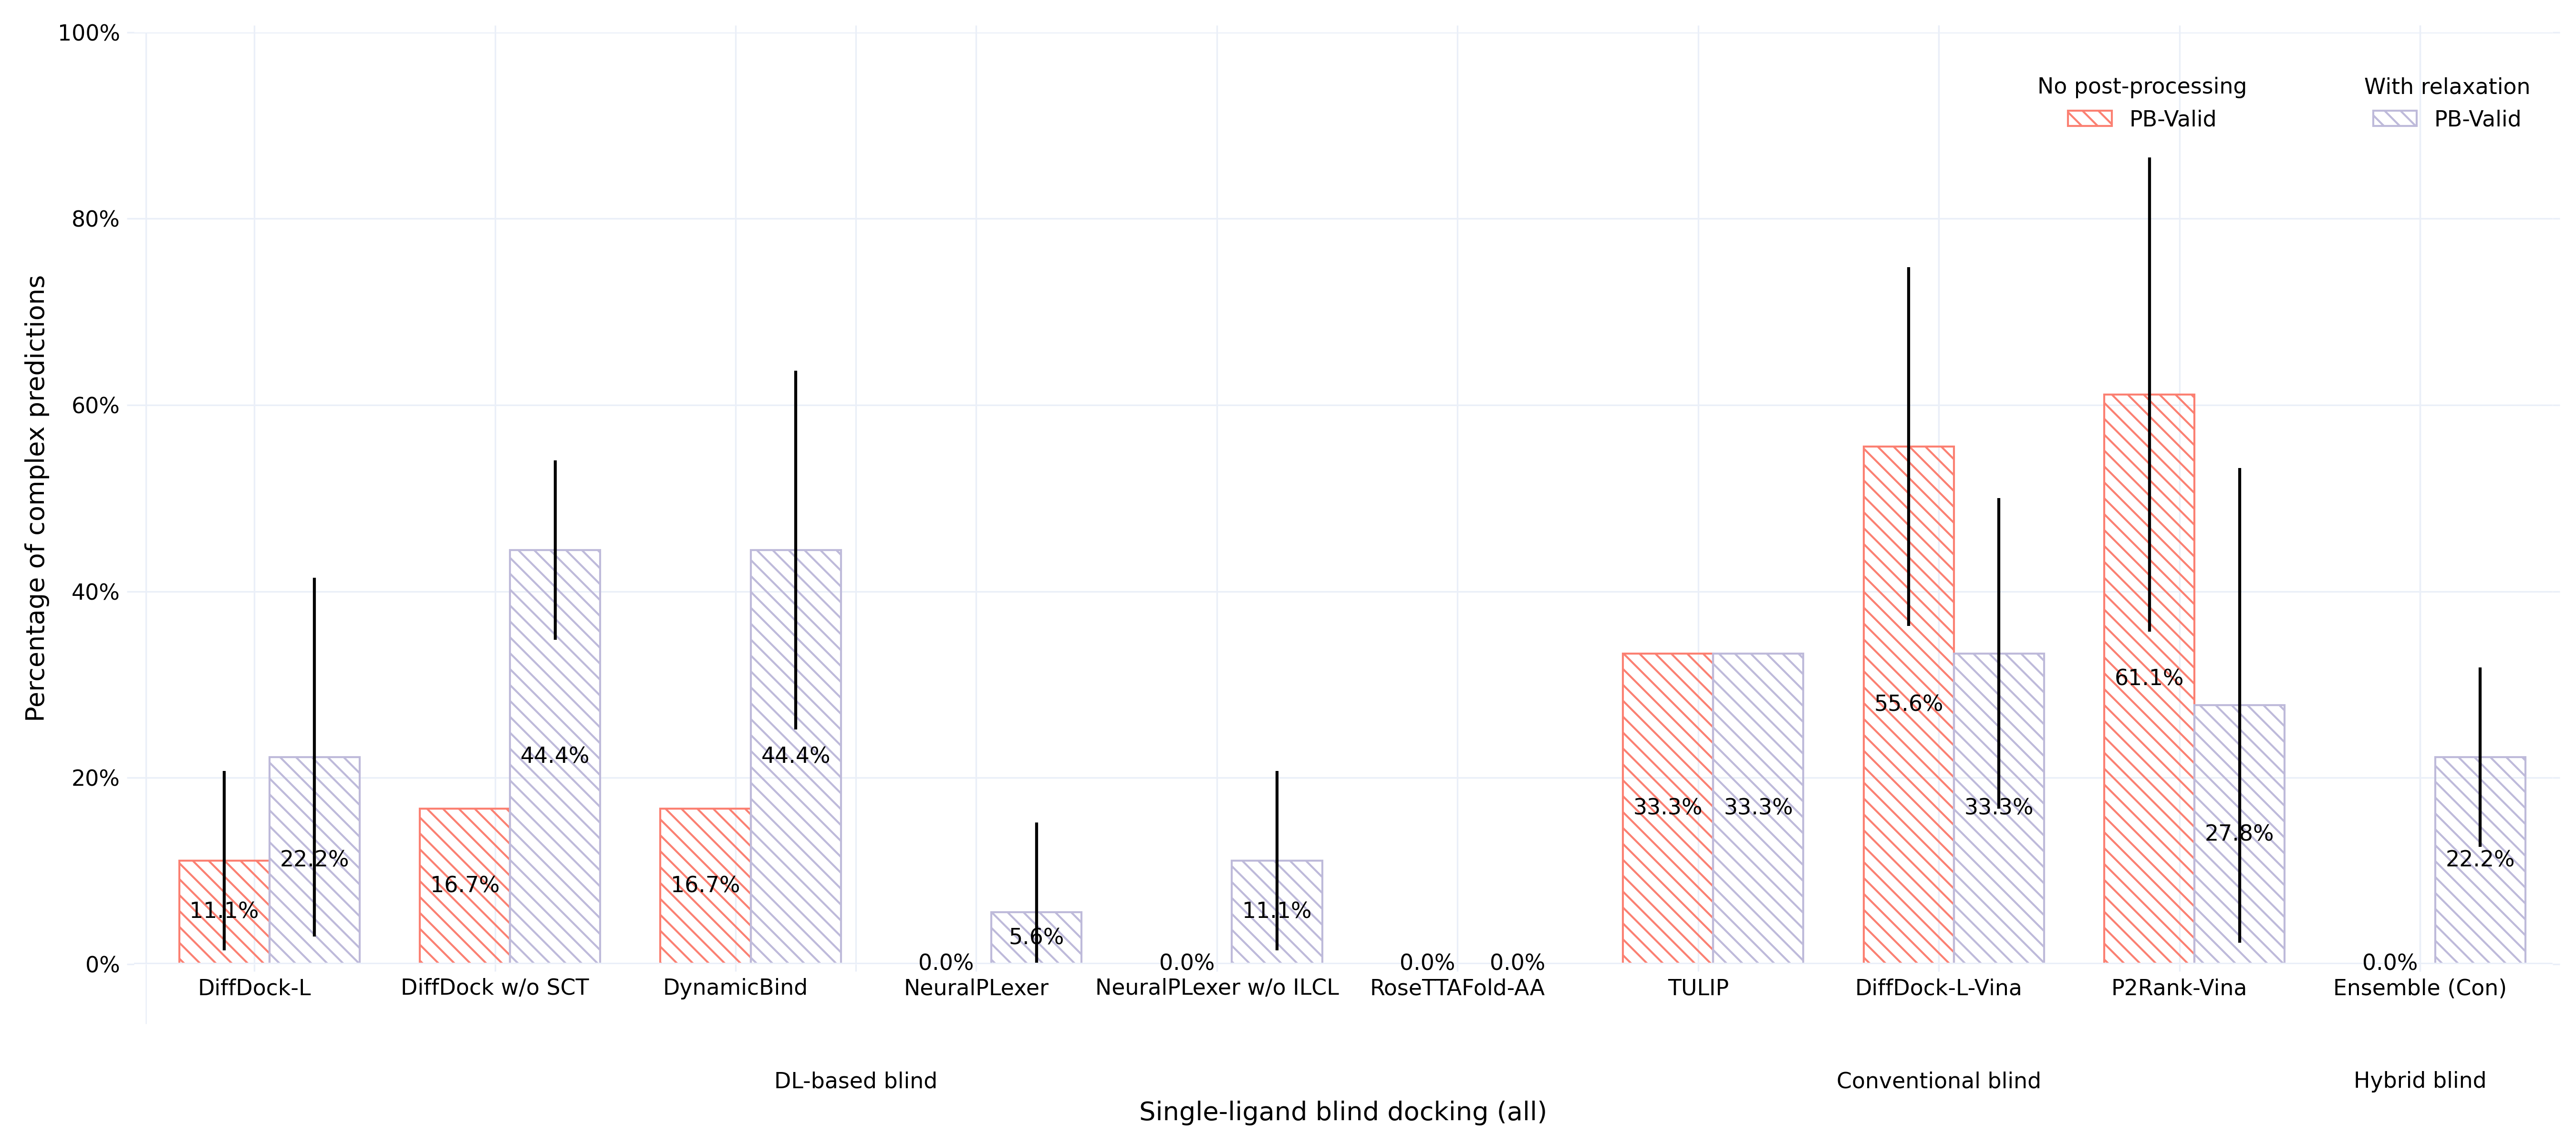 100%
80%
60%
40%
20%
0%
Percentage of complex predictions
No post-processing
PB-Valid
With relaxation
PB-Valid
11.1%
22.2%
16.7%
44.4%
16.7%
44.4%
0.0%
5.6%
0.0%
11.1%
0.0%
0.0%
33.3%
33.3%
55.6%
33.3%
61.1%
27.8%
0.0%
22.2%
DiffDock-L
DiffDock w/o SCT
DynamicBind
NeuralPLexer
NeuralPLexer w/o ILCL
RoseTTAFold-AA
TULIP
DiffDock-L-Vina
P2Rank-Vina
Ensemble (Con)
DL-based blind
Conventional blind
Hybrid blind
Single-ligand blind docking (all)